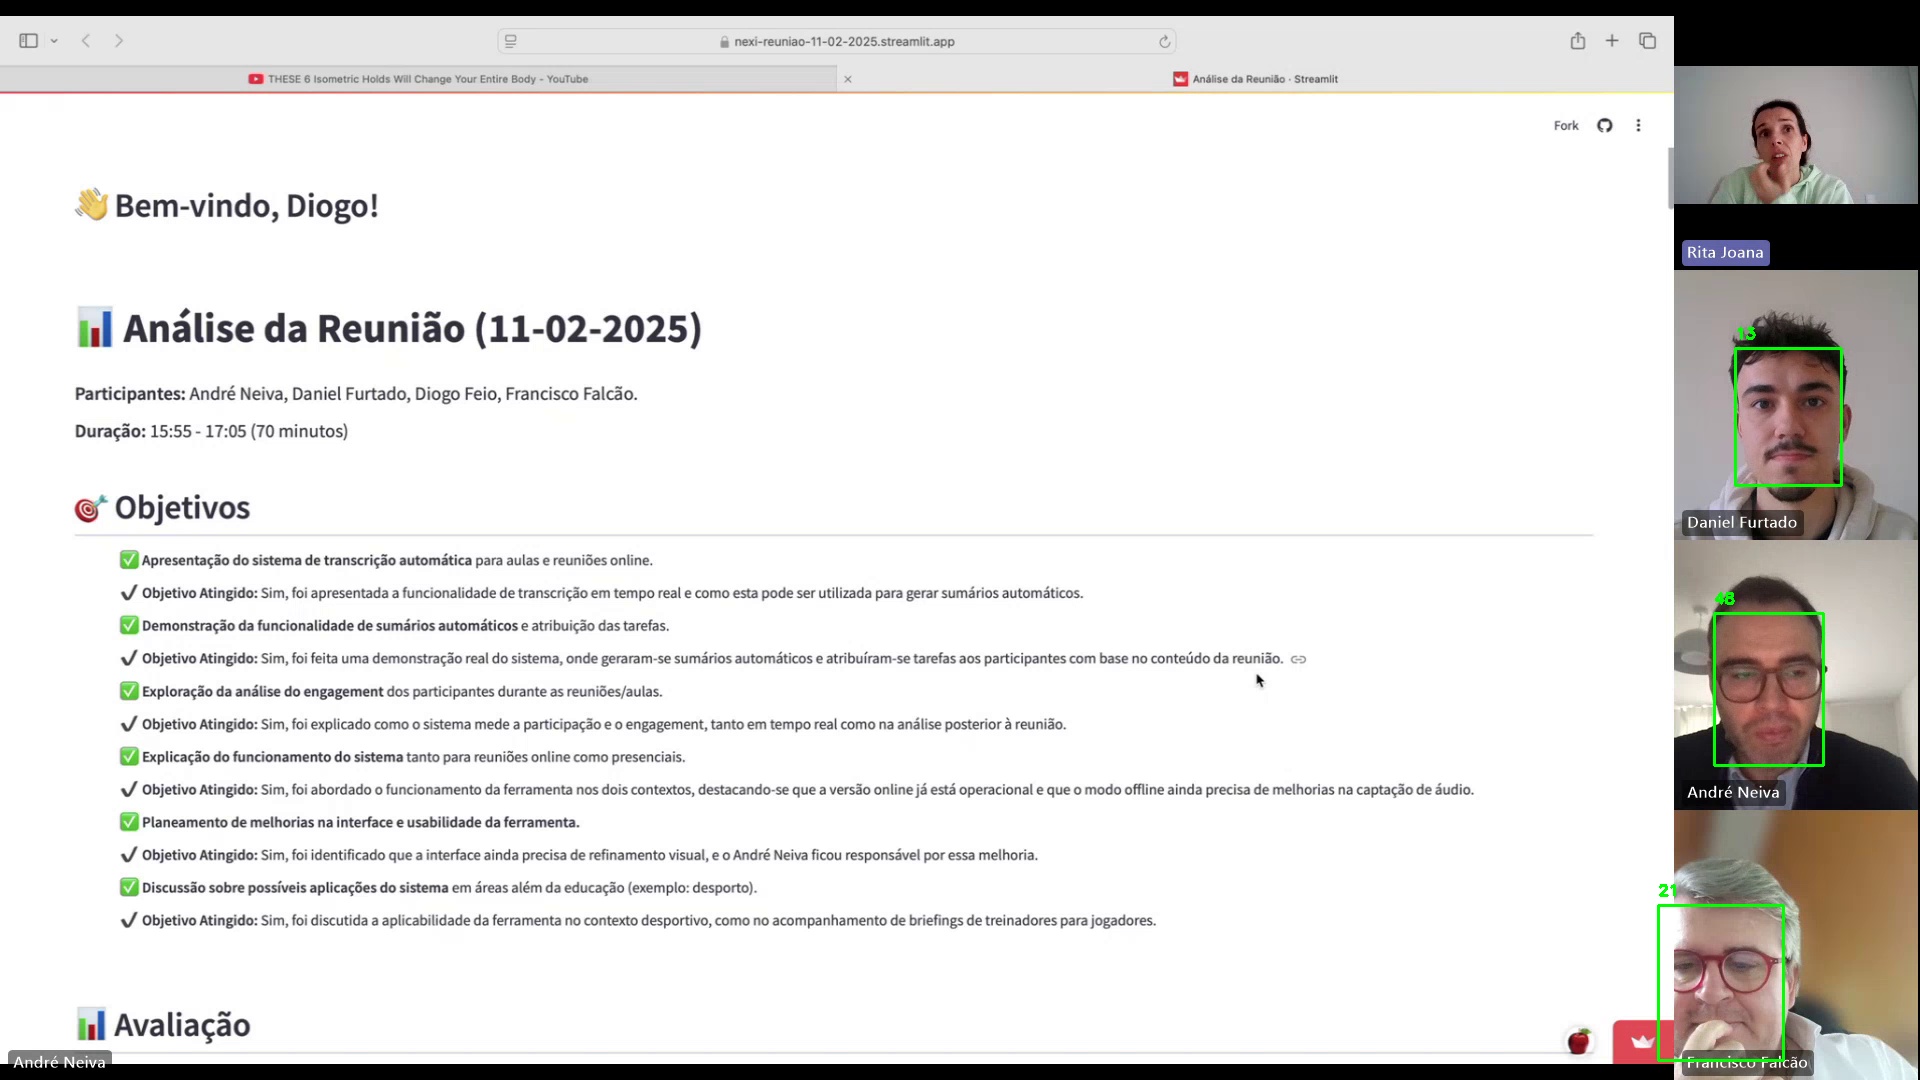 nexi-reuniao-11-02-2025.streamlit.app
THESE 6 Isometric Holds Will Change Your Entire Body - YouTube
Análise da Reunião · Streamlit
Fork
👋 Bem-vindo, Diogo!
📊 Análise da Reunião (11-02-2025)
Participantes: André Neiva, Daniel Furtado, Diogo Feio, Francisco Falcão.
Duração: 15:55 - 17:05 (70 minutos)
🎯 Objetivos
✅ Apresentação do sistema de transcrição automática para aulas e reuniões online.
✔ Objetivo Atingido: Sim, foi apresentada a funcionalidade de transcrição em tempo real e como esta pode ser utilizada para gerar sumários automáticos.
✅ Demonstração da funcionalidade de sumários automáticos e atribuição das tarefas.
✔ Objetivo Atingido: Sim, foi feita uma demonstração real do sistema, onde geraram-se sumários automáticos e atribuíram-se tarefas aos participantes com base no conteúdo da reunião.
✅ Exploração da análise do engagement dos participantes durante as reuniões/aulas.
✔ Objetivo Atingido: Sim, foi explicado como o sistema mede a participação e o engagement, tanto em tempo real como na análise posterior à reunião.
✅ Explicação do funcionamento do sistema tanto para reuniões online como presenciais.
✔ Objetivo Atingido: Sim, foi abordado o funcionamento da ferramenta nos dois contextos, destacando-se que a versão online já está operacional e que o modo offline ainda precisa de melhorias na captação de áudio.
✅ Planeamento de melhorias na interface e usabilidade da ferramenta.
✔ Objetivo Atingido: Sim, foi identificado que a interface ainda precisa de refinamento visual, e o André Neiva ficou responsável por essa melhoria.
✅ Discussão sobre possíveis aplicações do sistema em áreas além da educação (exemplo: desporto).
✔ Objetivo Atingido: Sim, foi discutida a aplicabilidade da ferramenta no contexto desportivo, como no acompanhamento de briefings de treinadores para jogadores.
📊 Avaliação
André Neiva
Rita Joana
15
Daniel Furtado
48
André Neiva
21
Francisco Falcão